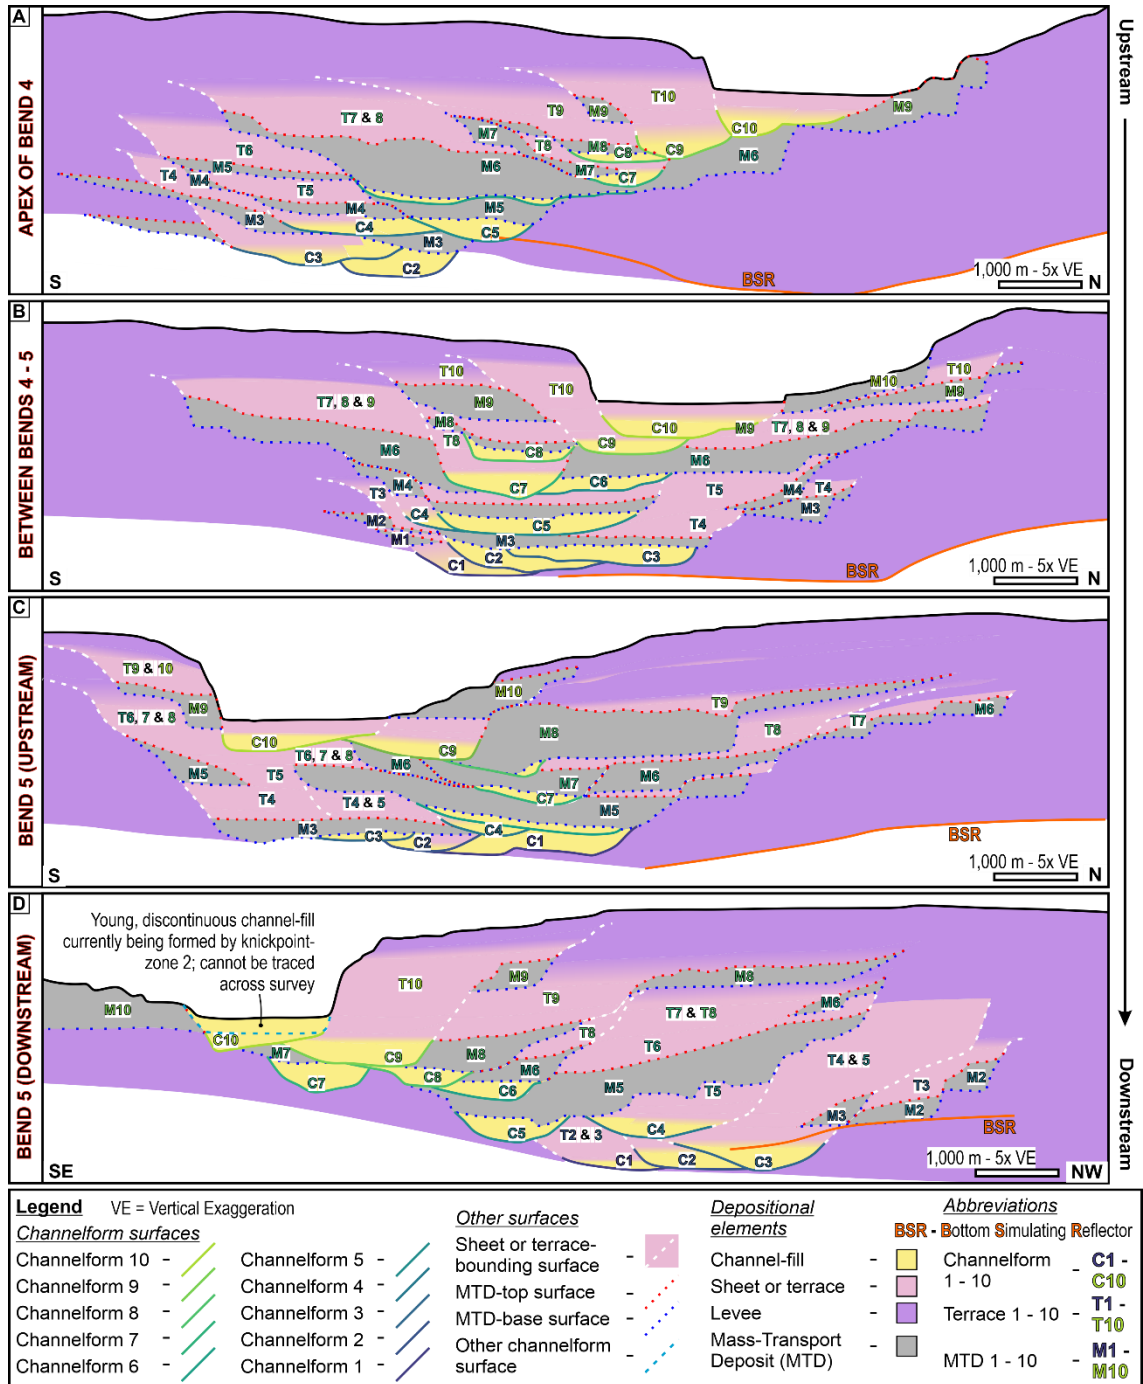 A
APEX OF BEND 4
Upstream
T10
T9
M9
M9
T7 & 8
C10
M7
T8
M8
C8
C9
T6
M6
M6
M5
M7
C7
T4
M4
T5
M4
M5
M3
C4
C5
M3
C3
C2
BSR
1,000 m - 5x VE
S
N
B
BETWEEN BENDS 4 - 5
T10
T10
M10
T10
M9
M9
T7, 8 & 9
M8
C10
M9
T7, 8 & 9
T8
C8
C9
M6
M6
C7
C6
T5
M4
T3
M4
T4
M3
M2
C4
C5
T4
M1
M3
C2
C3
C1
BSR
1,000 m - 5x VE
S
N
C
BEND 5 (UPSTREAM)
T9 & 10
M10
M9
T9
M6
T6, 7 & 8
T7
T8
C10
C9
M8
T6, 7 & 8
M6
M5
T5
M7
M6
T4
T4 & 5
C7
M5
M3
C3
C4
C2
C1
BSR
1,000 m - 5x VE
S
N
D
BEND 5 (DOWNSTREAM)
Young, discontinuous channel-fill
currently being formed by knickpoint-
zone 2; cannot be traced
across survey
M10
T10
M9
M8
T9
M6
T7 & T8
C10
T8
T6
M7
C9
M8
T4 & 5
C7
C8
M6
C6
M5
T5
T3
M2
M3
M2
C5
T2 & 3
C4
C1
C2
C3
BSR
1,000 m - 5x VE
SE
NW
Downstream
Legend
VE = Vertical Exaggeration
Channelform surfaces
Channelform 10 -
Channelform 9 -
Channelform 8 -
Channelform 7 -
Channelform 6 -
Channelform 5 -
Channelform 4 -
Channelform 3 -
Channelform 2 -
Channelform 1 -
Other surfaces
Sheet or terrace-
bounding surface -
MTD-top surface -
MTD-base surface -
Other channelform
surface -
Depositional
elements
Channel-fill -
Sheet or terrace -
Levee -
Mass-Transport
Deposit (MTD) -
Abbreviations
BSR - Bottom Simulating Reflector
Channelform
1 - 10 - C1 -
C10
Terrace 1 - 10 - T1 -
T10
MTD 1 - 10 - M1 -
M10